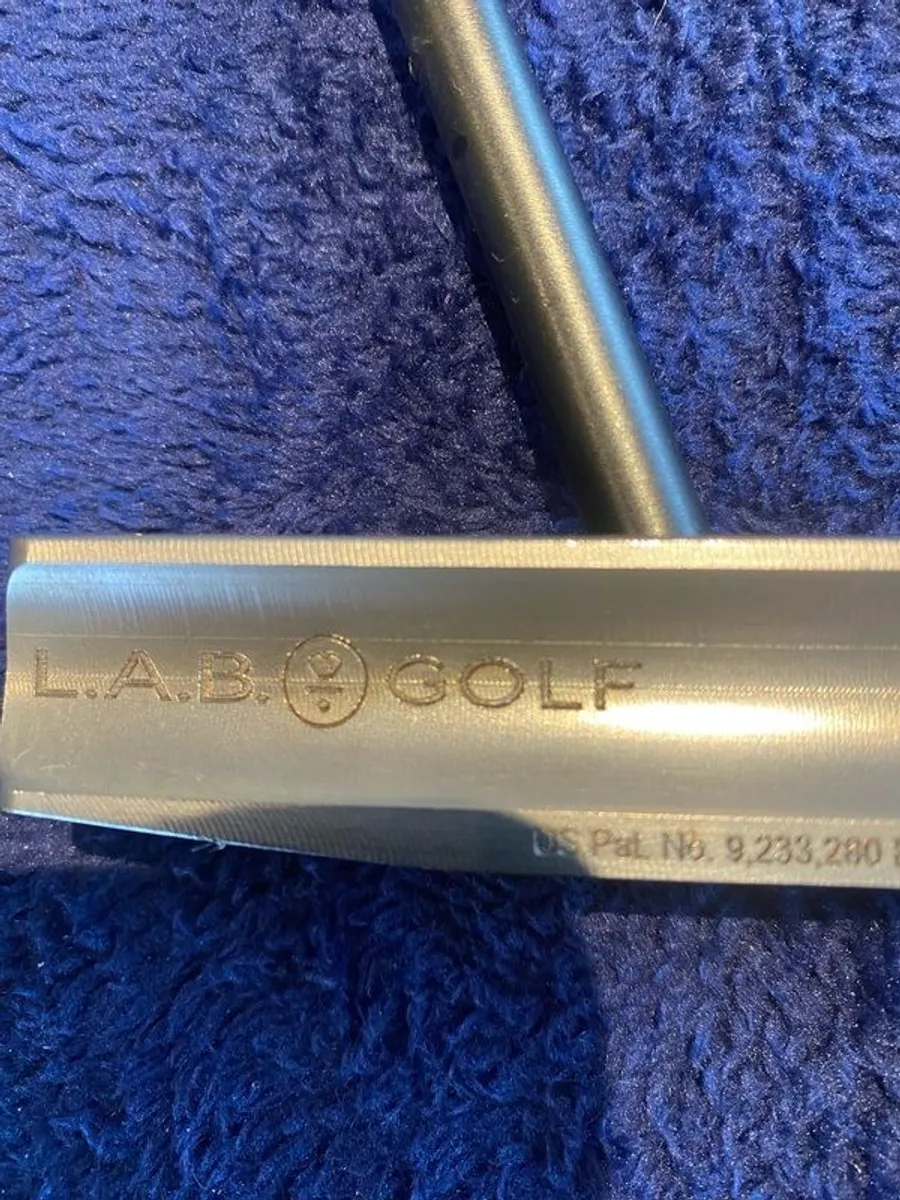 L.A.B. GOLF
US Pat. No. 9,233,280